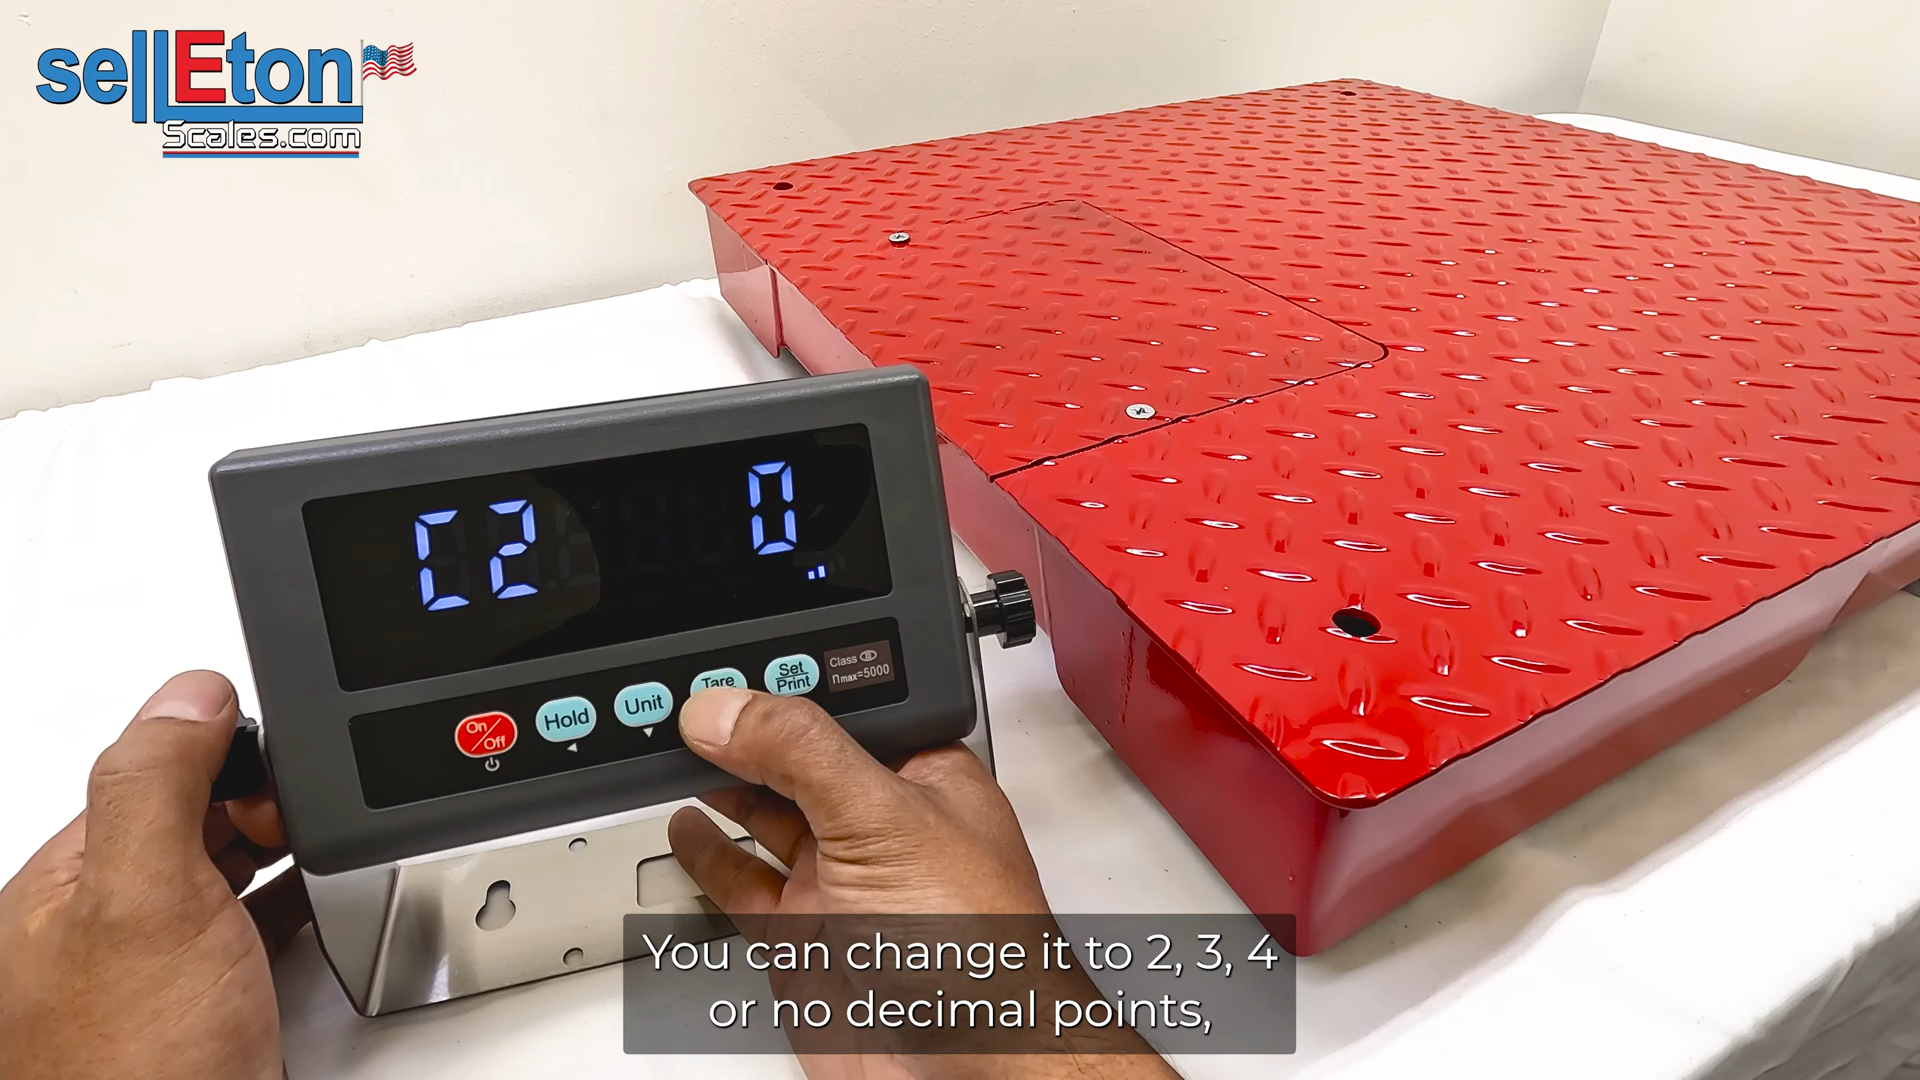 sellEton
Scales.com
C2 0
On/Off
Hold
Unit
Tare
Set
Print
Class III
nmax=5000
You can change it to 2, 3, 4
or no decimal points,